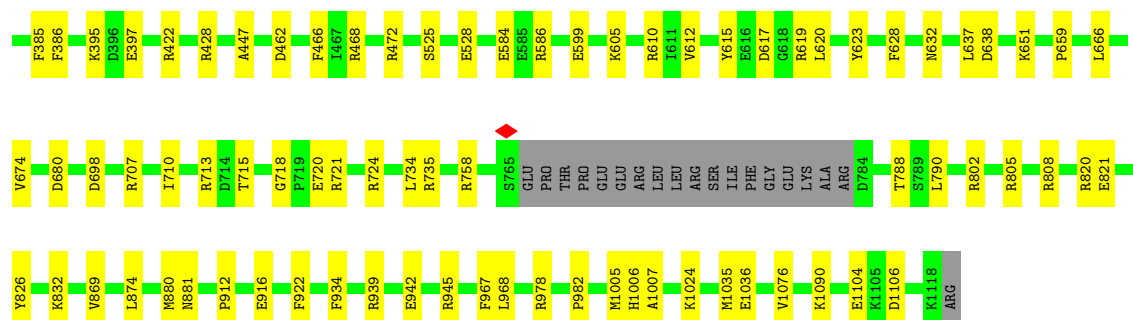 F385 F386 K395 D396 E397 R422 R428 A447 D462 F466 I467 R468 R472 S525 E528 E584 E585 R586 E599 K605 R610 I611 V612 Y615 E616 D617 G618 R619 L620 Y623 F628 N632 L637 D638 K651 P659 L666
V674 D680 D698 R707 I710 R713 D714 T715 G718 P719 E720 R721 R724 L734 R735 R758 S765 GLU PRO THR PRO GLU GLU ARG LEU LEU ARG SER ILE PHE GLY GLU LYS ALA ARG D784 T788 S789 L790 R802 R805 R808 R820 E821
Y826 K832 V869 L874 M880 N881 P912 E916 F922 F934 R939 E942 R945 F967 L968 R978 P982 M1005 H1006 A1007 K1024 M1035 E1036 V1076 K1090 E1104 K1105 D1106 K1118 ARG